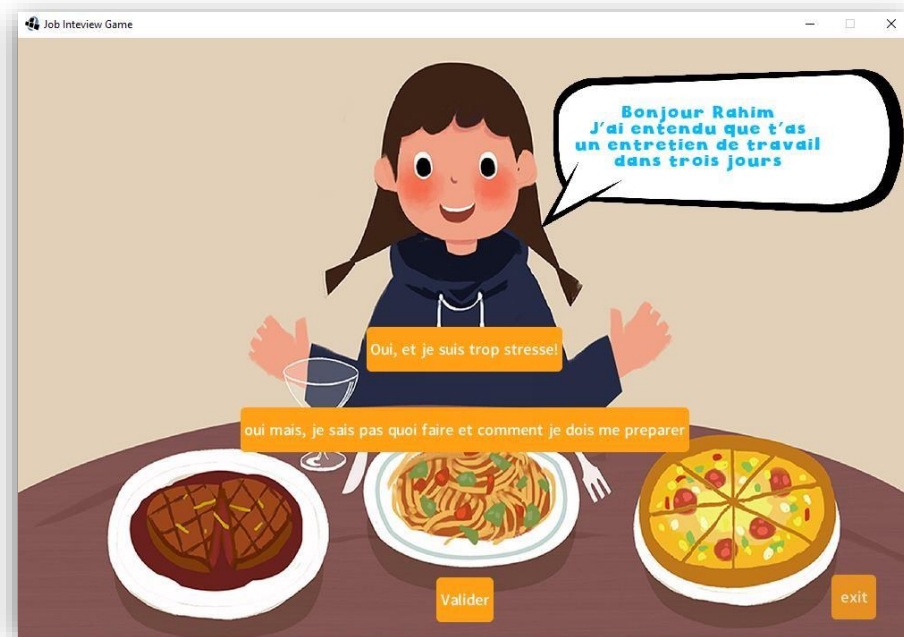 Job Inteview Game
Bonjour Rahim
J'ai entendu que t'as
un entretien de travail
dans trois jours
Oui, et je suis trop stresse!
oui mais, je sais pas quoi faire et comment je dois me preparer
Valider
exit